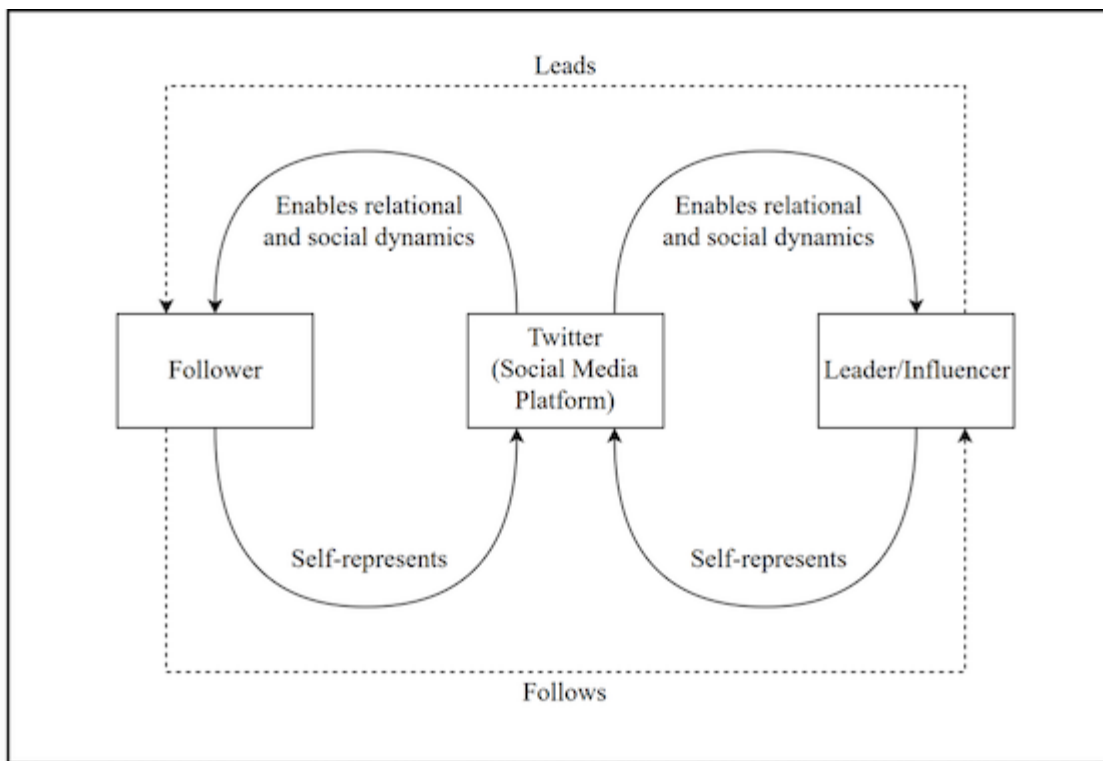 Leads
Enables relational
and social dynamics
Enables relational
and social dynamics
Follower
Twitter
(Social Media
Platform)
Leader/Influencer
Self-represents
Self-represents
Follows